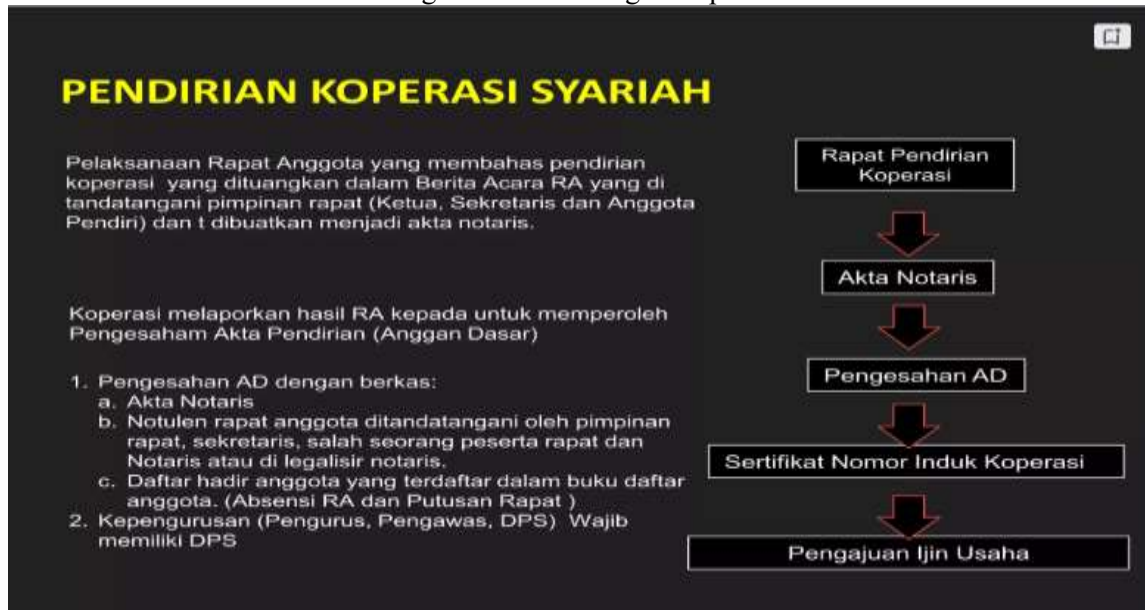 PENDIRIAN KOPERASI SYARIAH
Pelaksanaan Rapat Anggota yang membahas pendirian
koperasi yang dituangkan dalam Berita Acara RA yang di
tandatangani pimpinan rapat (Ketua, Sekretaris dan Anggota
Pendiri) dan t dibuatkan menjadi akta notaris.
Koperasi melaporkan hasil RA kepada untuk memperoleh
Pengesaham Akta Pendirian (Anggan Dasar)
1. Pengesahan AD dengan berkas:
a. Akta Notaris
b. Notulen rapat anggota ditandatangani oleh pimpinan
rapat, sekretaris, salah seorang peserta rapat dan
Notaris atau di legalisir notaris.
c. Daftar hadir anggota yang terdaftar dalam buku daftar
anggota. (Absensi RA dan Putusan Rapat )
2. Kepengurusan (Pengurus, Pengawas, DPS) Wajib
memiliki DPS
Rapat Pendirian
Koperasi
Akta Notaris
Pengesahan AD
Sertifikat Nomor Induk Koperasi
Pengajuan Ijin Usaha